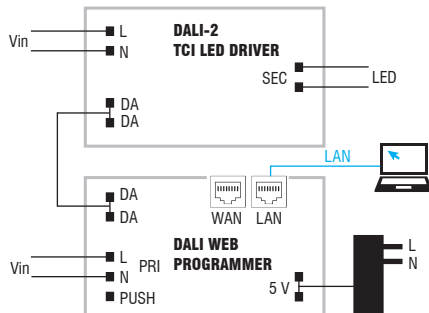 Vin
L
N
DALI-2
TCI LED DRIVER
SEC
LED
DA
DA
LAN
DA
DA
WAN
LAN
Vin
L
N
PRI
PUSH
DALI WEB
PROGRAMMER
5 V
L
N